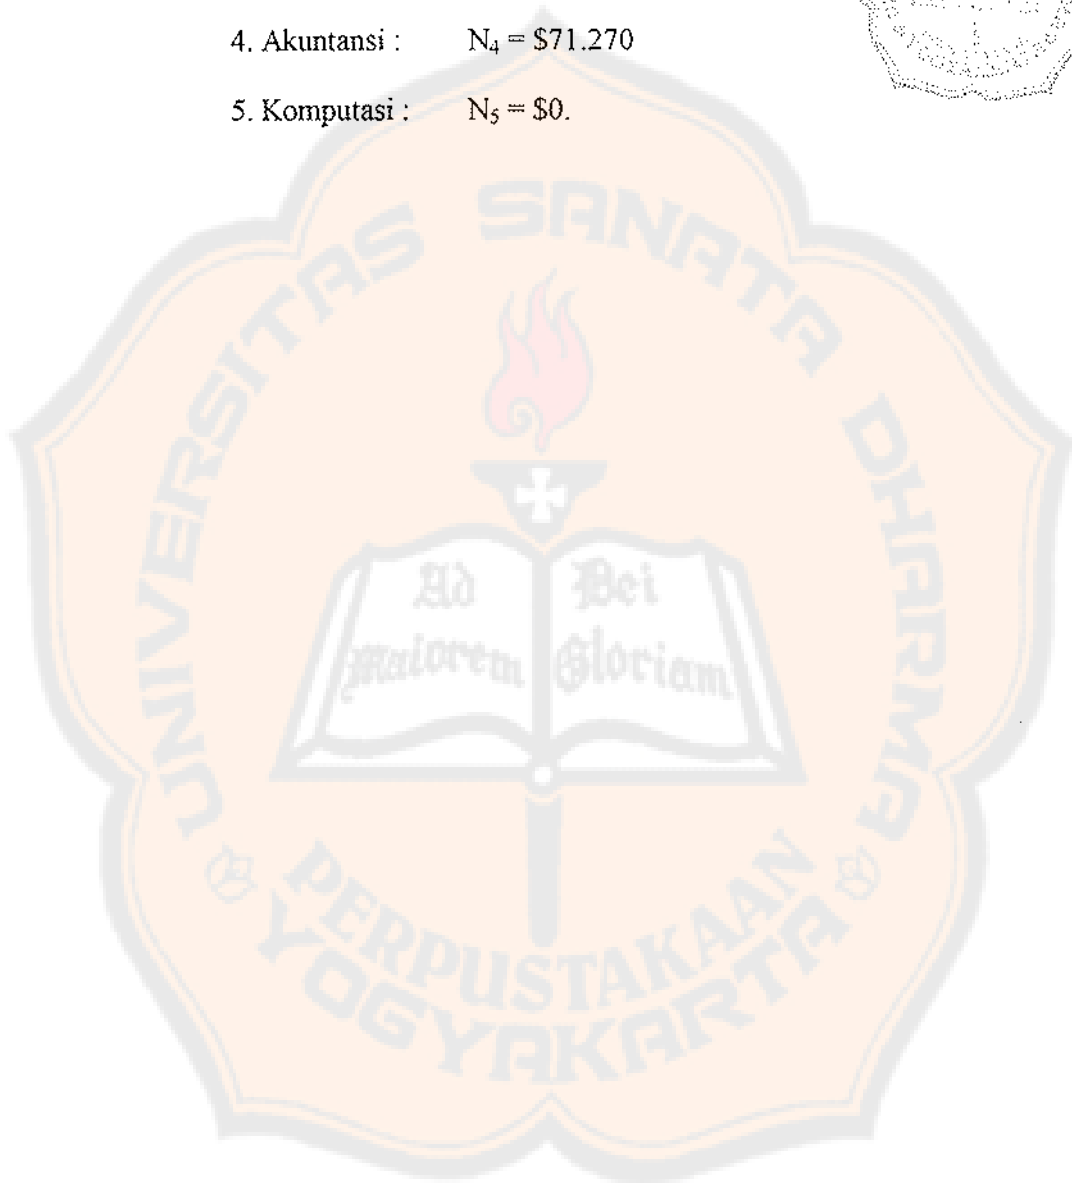 4. Akuntansi : N₄ = $71.270
5. Komputasi : N₅ = $0.
UNIVERSITAS SANATA DHARMA
Ad Dei
maiorem Gloriam
PERPUSTAKAAN
YOGYAKARTA